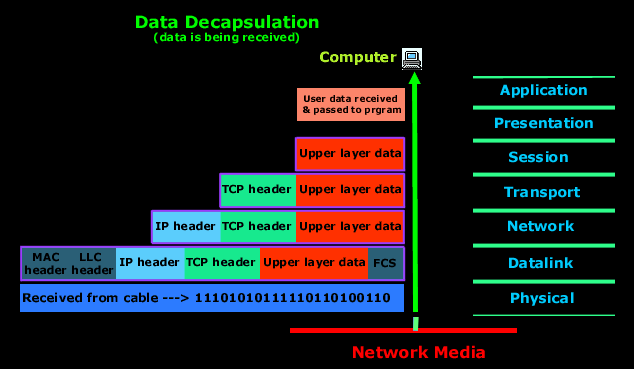 Data Decapsulation
(data is being received)
Computer
User data received
& passed to prgram
Upper layer data
TCP header Upper layer data
IP header TCP header Upper layer data
MAC header LLC header IP header TCP header Upper layer data FCS
Received from cable ---> 11101010111110110100110
Network Media
Application
Presentation
Session
Transport
Network
Datalink
Physical